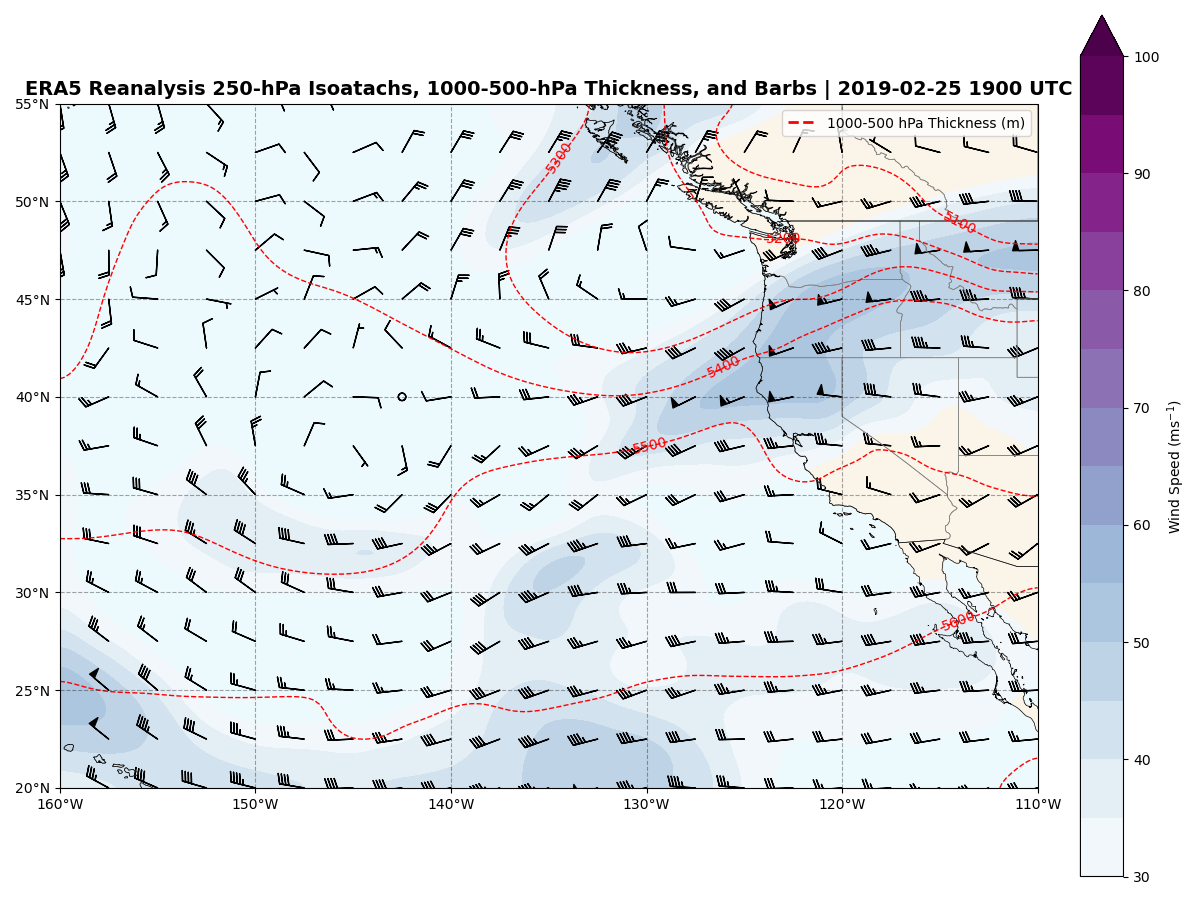 ERA5 Reanalysis 250-hPa Isoatachs, 1000-500-hPa Thickness, and Barbs | 2019-02-25 1900 UTC
1000-500 hPa Thickness (m)
55°N
50°N
45°N
40°N
35°N
30°N
25°N
20°N
160°W
150°W
140°W
130°W
120°W
110°W
5300
5100
5200
5400
5500
5600
100
90
80
70
60
50
40
30
Wind Speed (ms⁻¹)